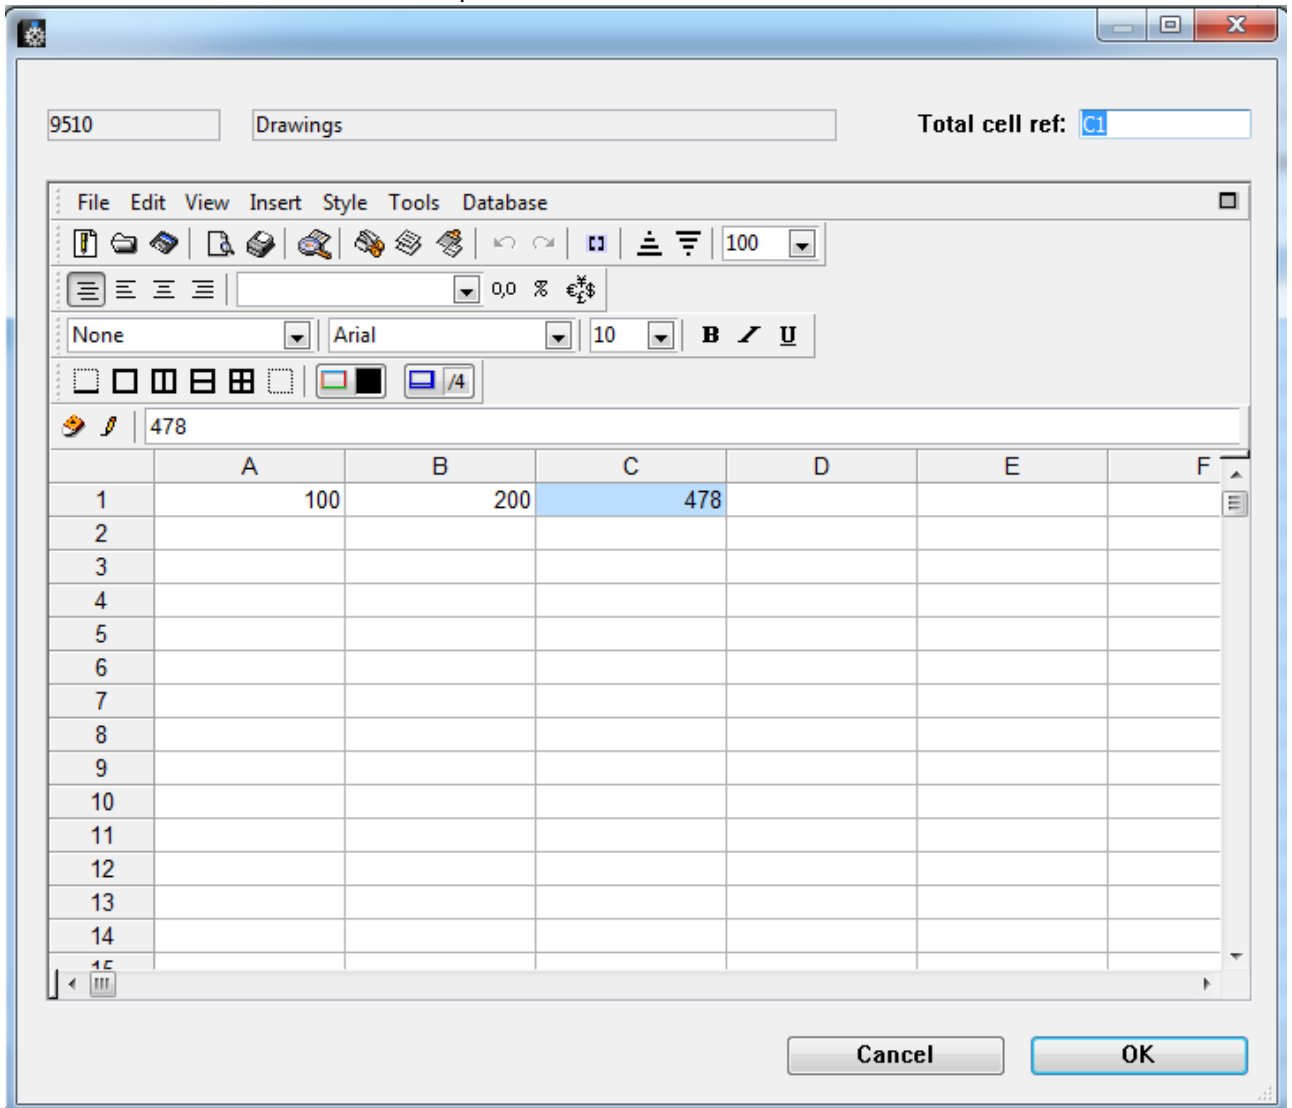 9510 Drawings Total cell ref: C1
File Edit View Insert Style Tools Database
100
0,0 % €¥£$
None Arial 10 B I U
/4
478
A B C D E F
1 100 200 478
2
3
4
5
6
7
8
9
10
11
12
13
14
15
Cancel OK